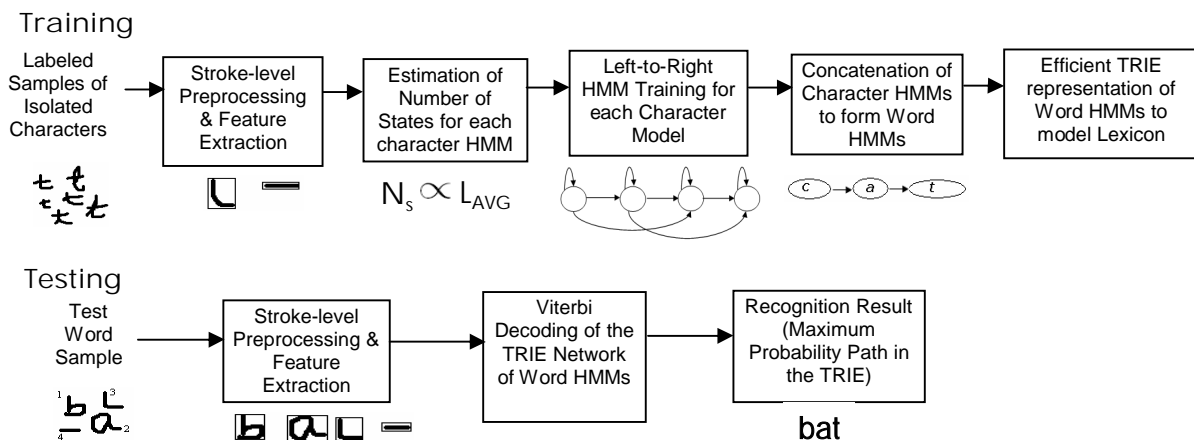 Training
Labeled
Samples of
Isolated
Characters
Stroke-level
Preprocessing
& Feature
Extraction
Estimation of
Number of
States for each
character HMM
Left-to-Right
HMM Training for
each Character
Model
Concatenation of
Character HMMs
to form Word
HMMs
Efficient TRIE
representation of
Word HMMs to
model Lexicon
t t t t t t
L —
Ns ∝ LAVG
c a t
Testing
Test
Word
Sample
Stroke-level
Preprocessing &
Feature
Extraction
Viterbi
Decoding of the
TRIE Network
of Word HMMs
Recognition Result
(Maximum
Probability Path in
the TRIE)
1 b 3 L
4 — a 2
b a L —
bat